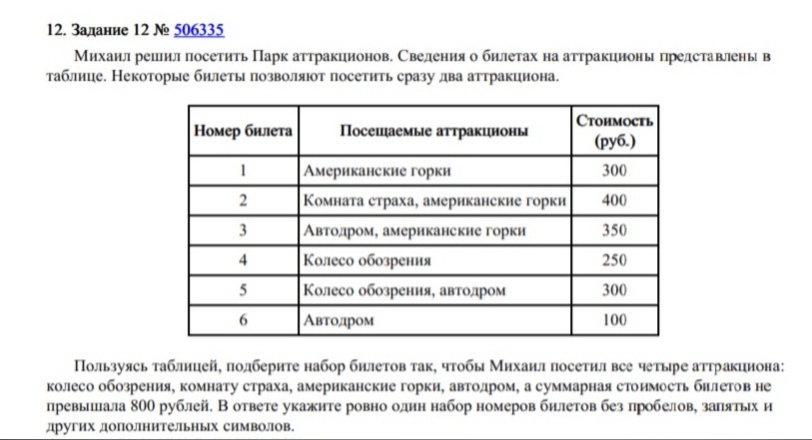 12. Задание 12 № 506335
Михаил решил посетить Парк аттракционов. Сведения о билетах на аттракционы представлены в
таблице. Некоторые билеты позволяют посетить сразу два аттракциона.
Номер билета Посещаемые аттракционы Стоимость (руб.)
1 Американские горки 300
2 Комната страха, американские горки 400
3 Автодром, американские горки 350
4 Колесо обозрения 250
5 Колесо обозрения, автодром 300
6 Автодром 100
Пользуясь таблицей, подберите набор билетов так, чтобы Михаил посетил все четыре аттракциона:
колесо обозрения, комнату страха, американские горки, автодром, а суммарная стоимость билетов не
превышала 800 рублей. В ответе укажите ровно один набор номеров билетов без пробелов, запятых и
других дополнительных символов.